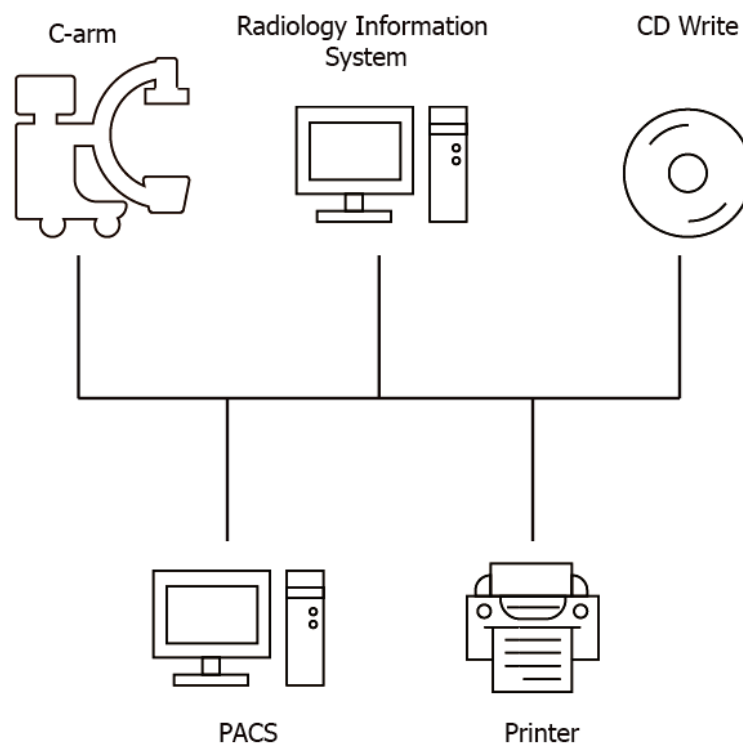 C-arm
Radiology Information
System
CD Write
PACS
Printer